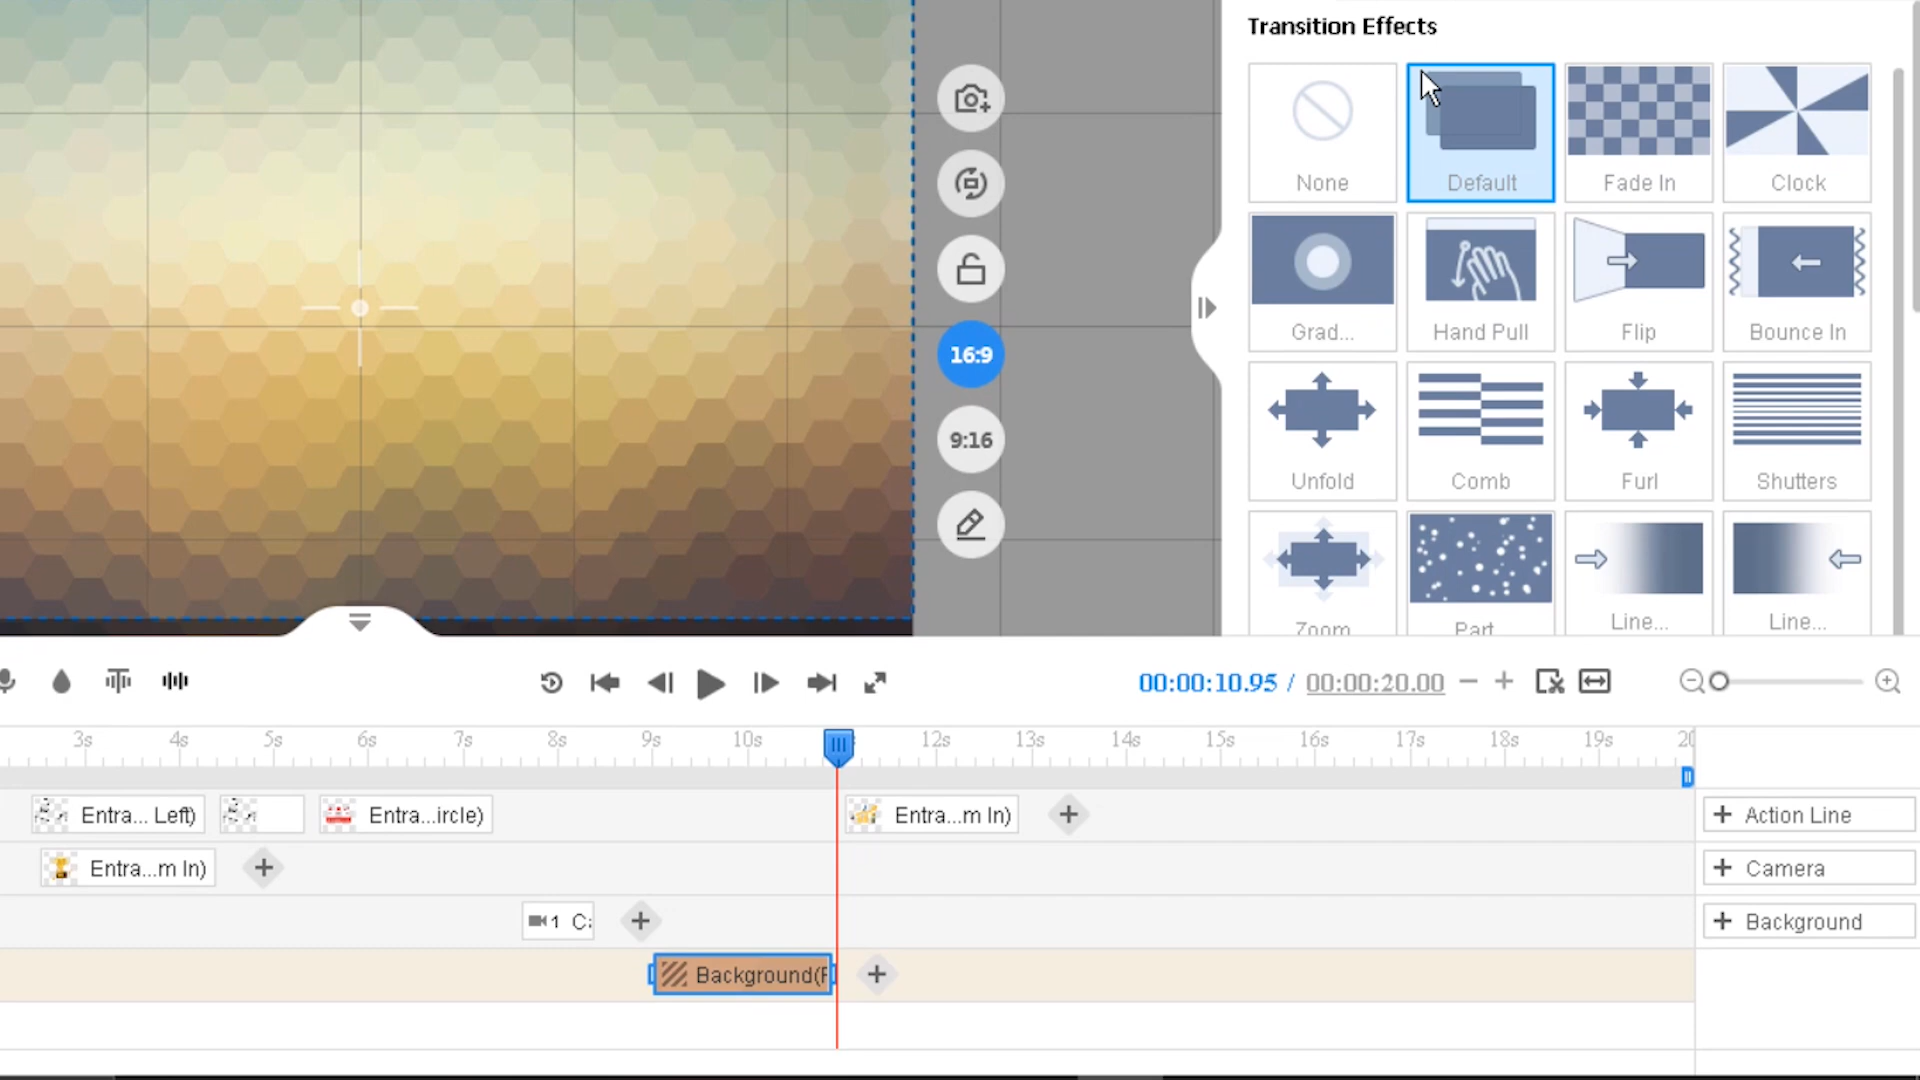 Transition Effects
None
Default
Fade In
Clock
Grad...
Hand Pull
Flip
Bounce In
16:9
9:16
Unfold
Comb
Furl
Shutters
Zoom
Part
Line...
Line...
00:00:10.95 / 00:00:20.00
3s 4s 5s 6s 7s 8s 9s 10s 12s 13s 14s 15s 16s 17s 18s 19s 20
Entra... Left)
Entra...ircle)
Entra...m In)
+ Action Line
Entra...m In)
+ Camera
1 C:
+ Background
Background(F